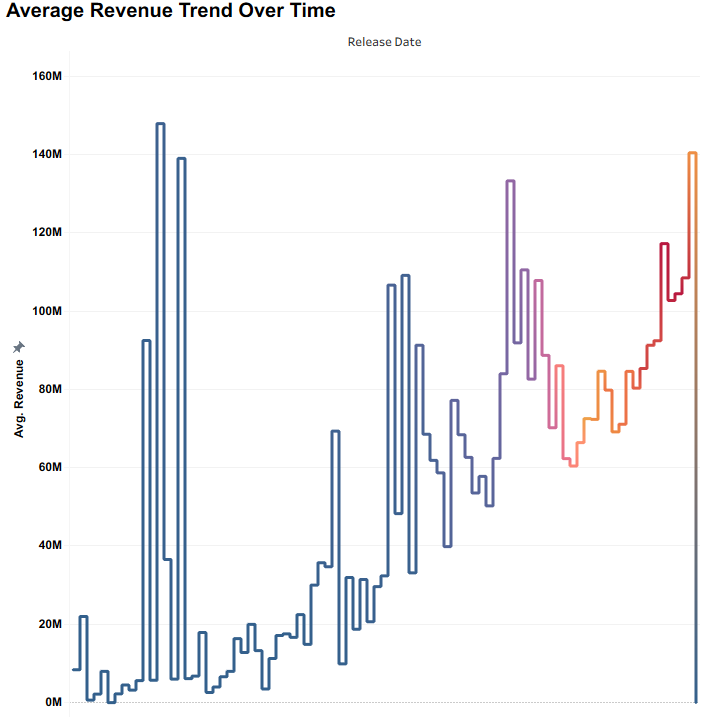 Average Revenue Trend Over Time
Release Date
160M
140M
120M
100M
80M
60M
40M
20M
0M
Avg. Revenue